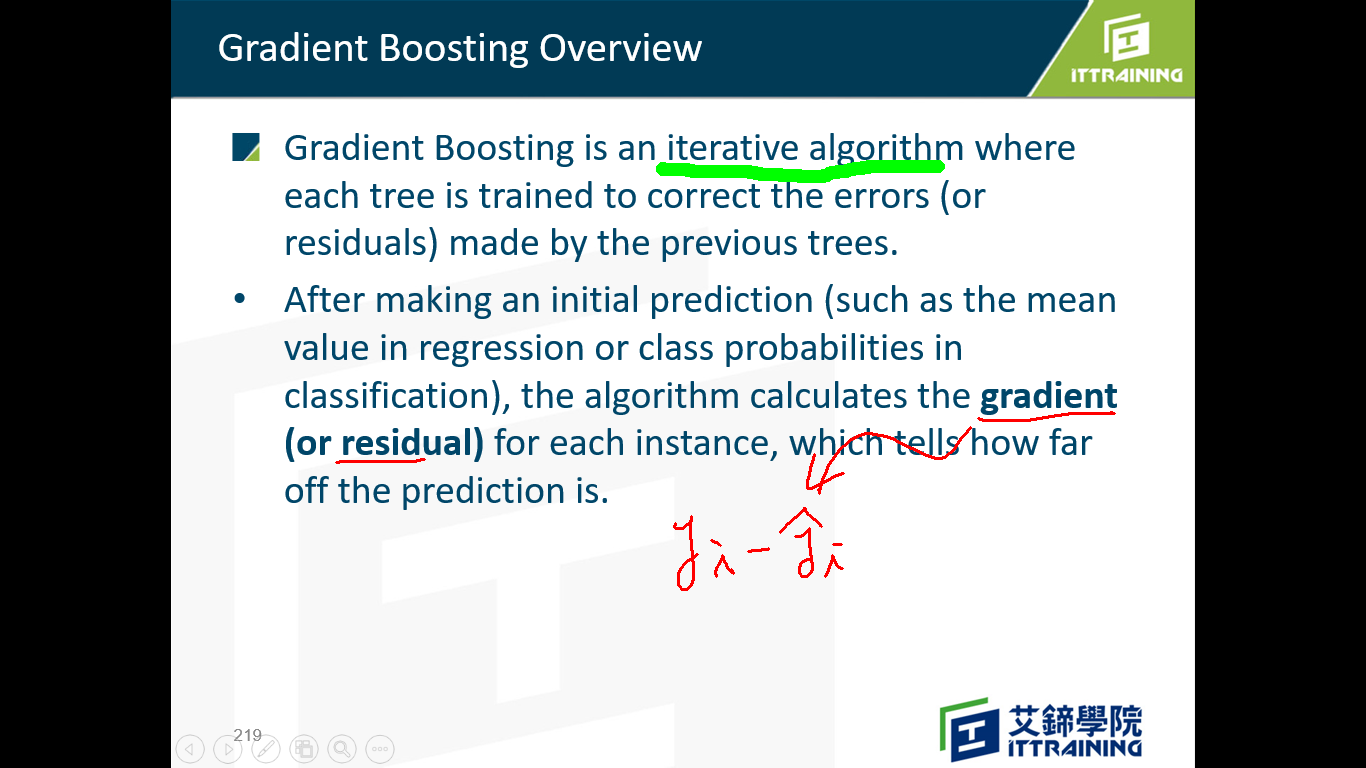 Gradient Boosting Overview
iTTRAINING
Gradient Boosting is an iterative algorithm where
each tree is trained to correct the errors (or
residuals) made by the previous trees.
• After making an initial prediction (such as the mean
value in regression or class probabilities in
classification), the algorithm calculates the gradient
(or residual) for each instance, which tells how far
off the prediction is.
yᵢ - ŷᵢ
219
艾鍗學院
iTTRAINING